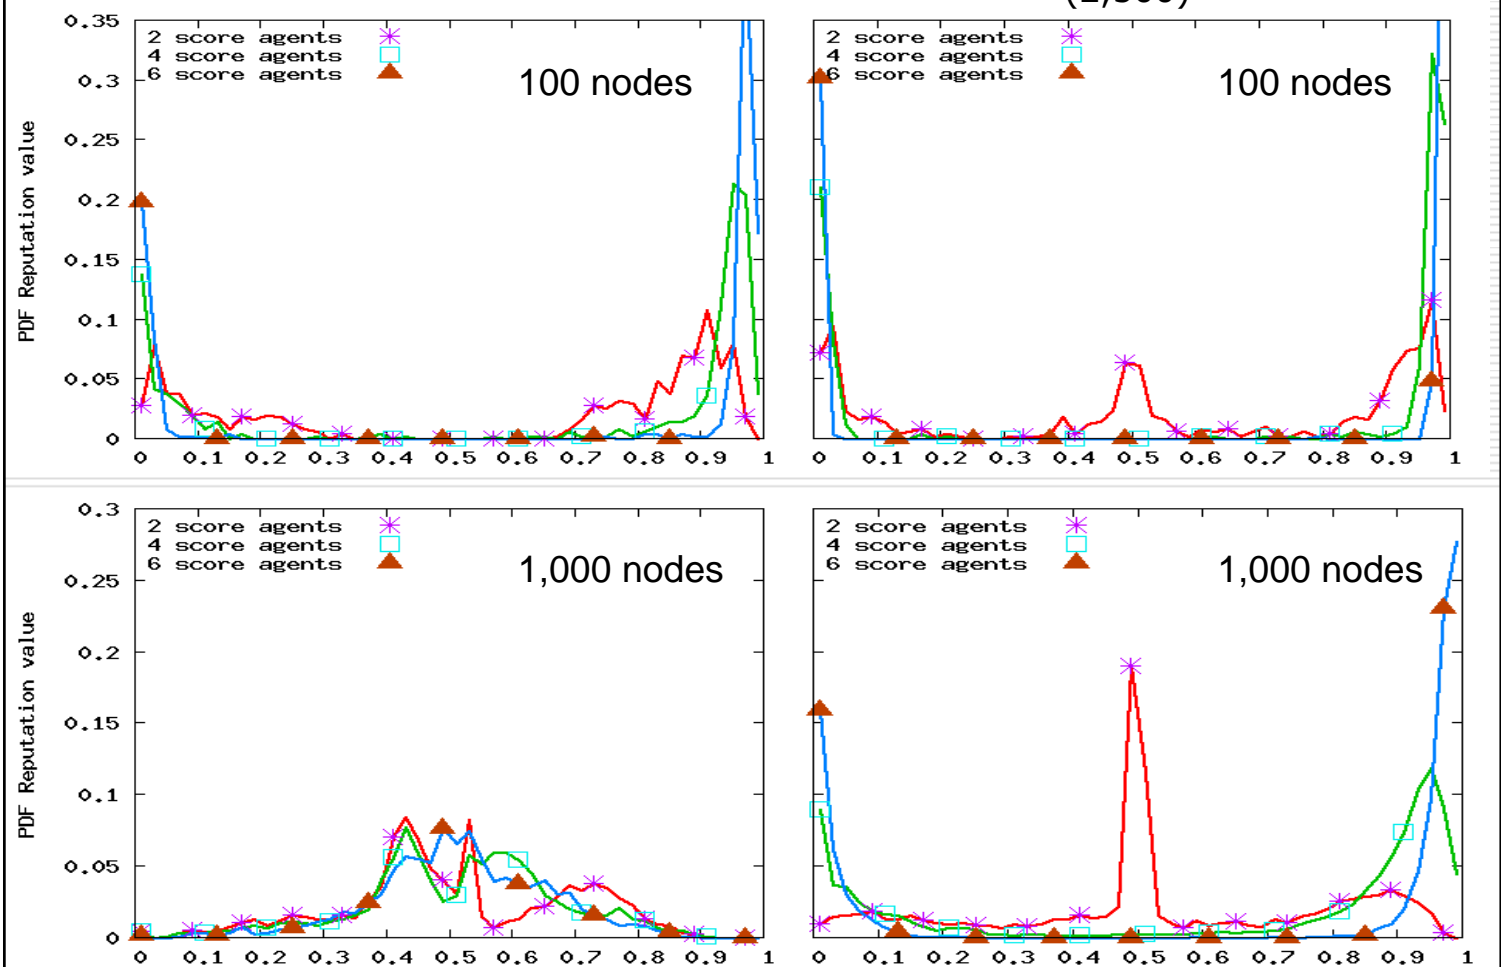 2 score agents
4 score agents
6 score agents
100 nodes
PDF Reputation value
0.35
0.3
0.25
0.2
0.15
0.1
0.05
0
0 0.1 0.2 0.3 0.4 0.5 0.6 0.7 0.8 0.9 1
2 score agents
4 score agents
6 score agents
100 nodes
0 0.1 0.2 0.3 0.4 0.5 0.6 0.7 0.8 0.9 1
2 score agents
4 score agents
6 score agents
1,000 nodes
PDF Reputation value
0.3
0.25
0.2
0.15
0.1
0.05
0
0 0.1 0.2 0.3 0.4 0.5 0.6 0.7 0.8 0.9 1
2 score agents
4 score agents
6 score agents
1,000 nodes
0 0.1 0.2 0.3 0.4 0.5 0.6 0.7 0.8 0.9 1